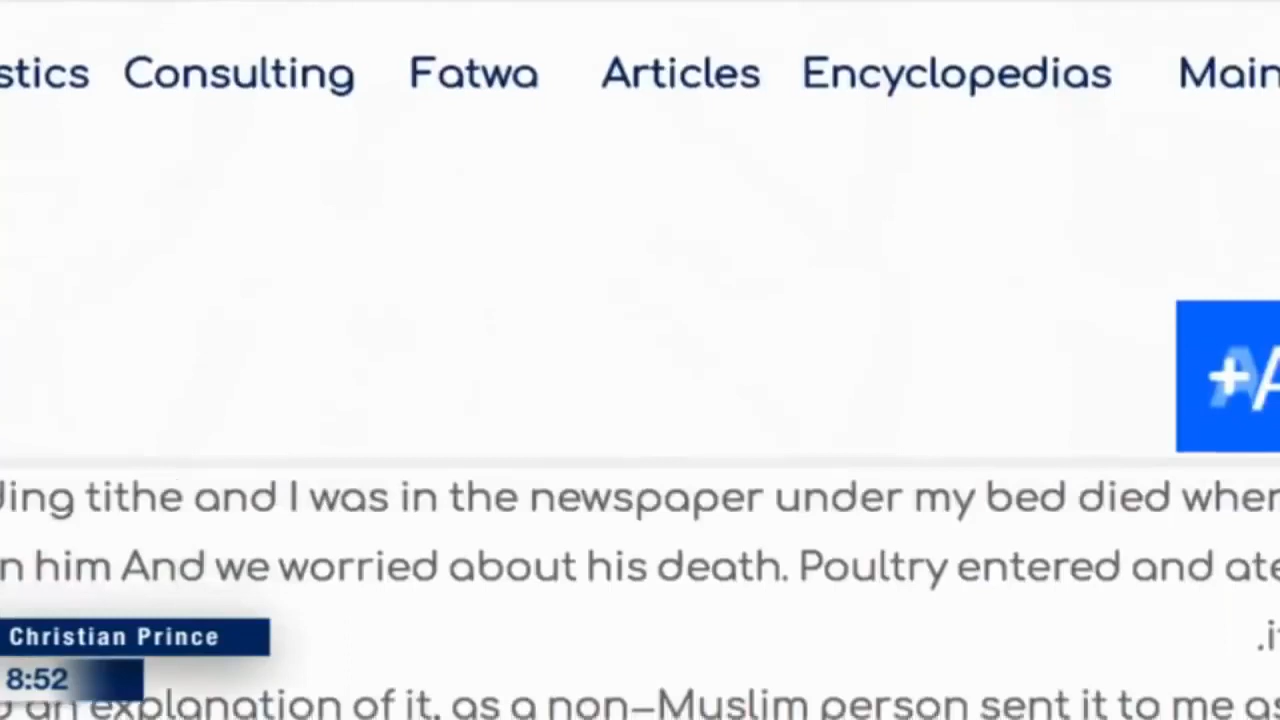 stics Consulting Fatwa Articles Encyclopedias Main
+A
ding tithe and I was in the newspaper under my bed died when
n him And we worried about his death. Poultry entered and ate
.it
Christian Prince
8:52
an explanation of it, as a non-Muslim person sent it to me as